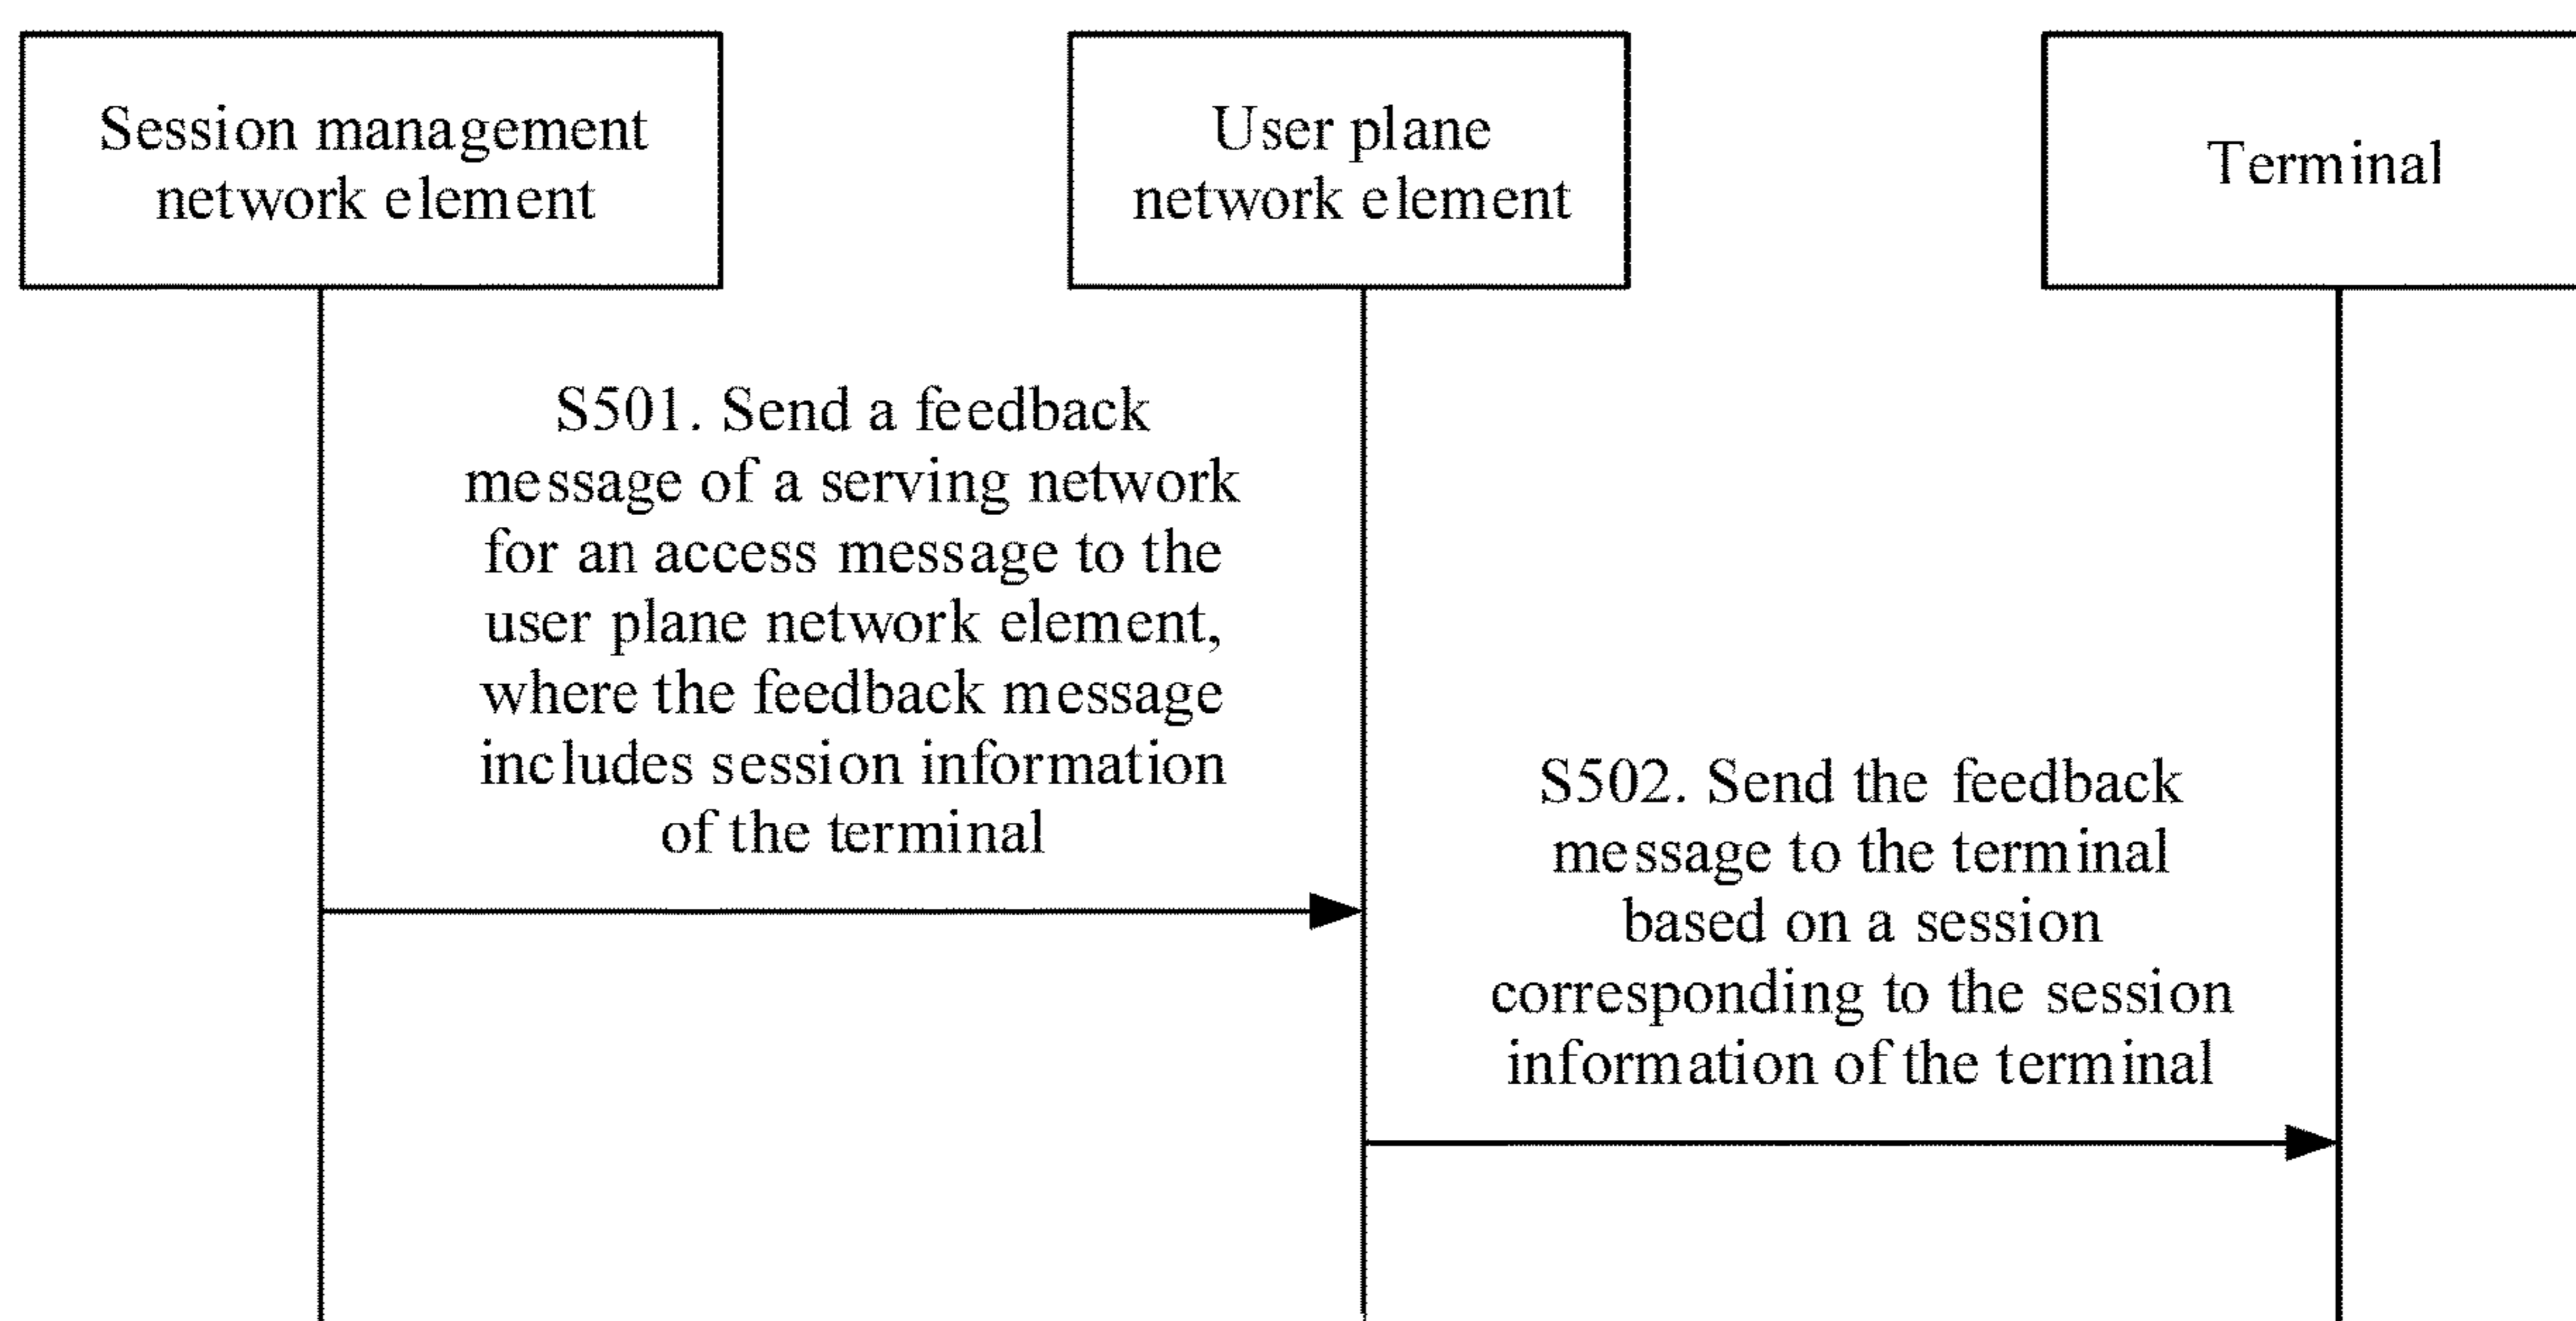 Session management
network element
User plane
network element
Terminal
S501. Send a feedback
message of a serving network
for an access message to the
user plane network element,
where the feedback message
includes session information
of the terminal
S502. Send the feedback
message to the terminal
based on a session
corresponding to the session
information of the terminal